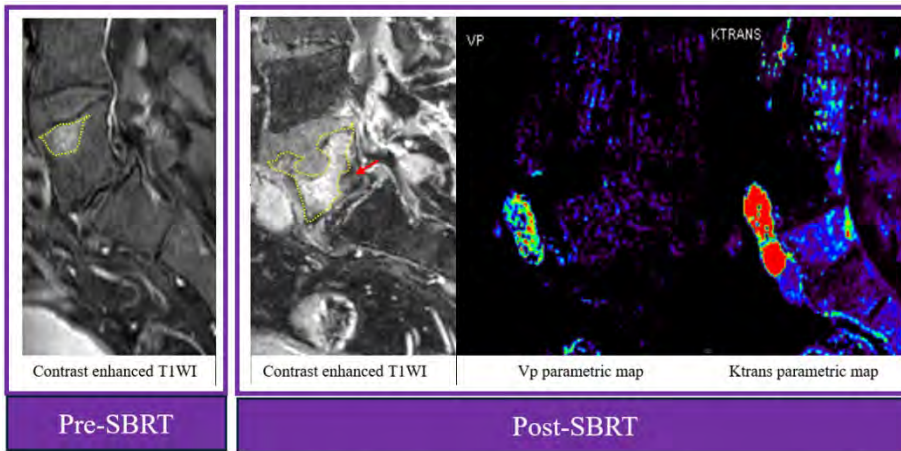 VP
KTRANS
Contrast enhanced T1WI
Contrast enhanced T1WI
Vp parametric map
Ktrans parametric map
Pre-SBRT
Post-SBRT